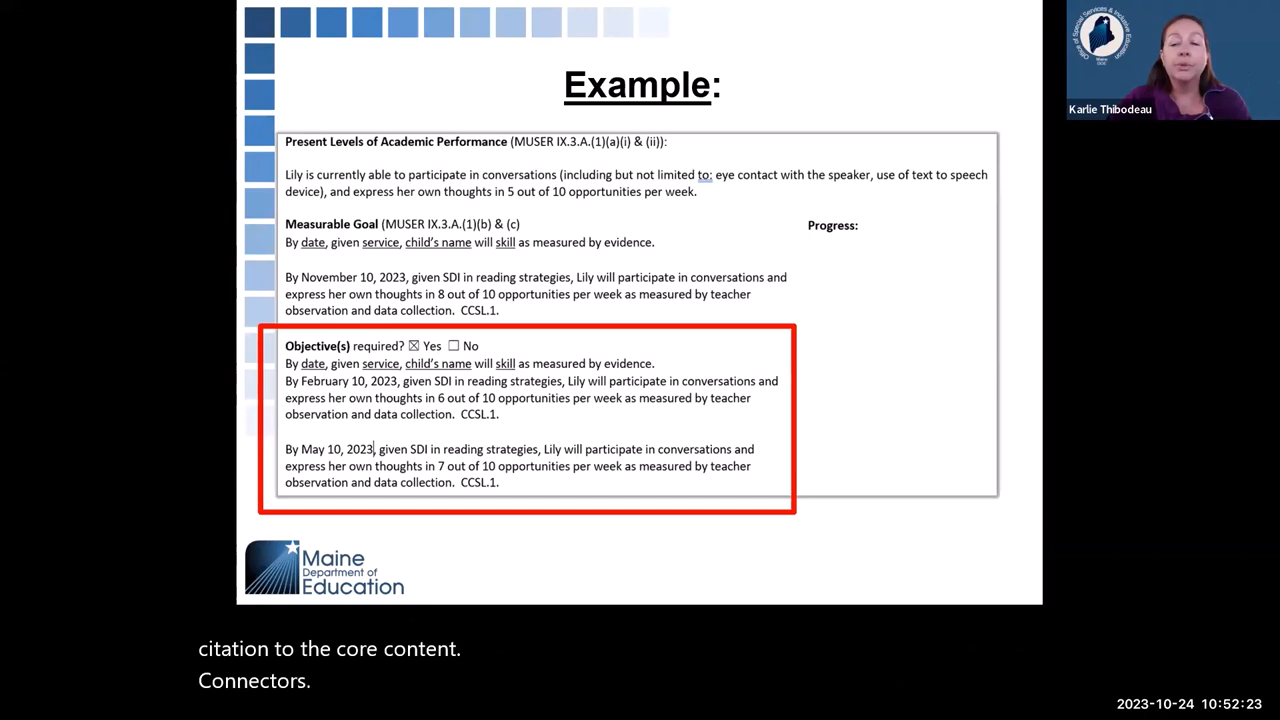 Example:
Karlie Thibodeau
Present Levels of Academic Performance (MUSER IX.3.A.(1)(a)(i) & (ii)):
Lily is currently able to participate in conversations (including but not limited to: eye contact with the speaker, use of text to speech
device), and express her own thoughts in 5 out of 10 opportunities per week.
Measurable Goal (MUSER IX.3.A.(1)(b) & (c)
Progress:
By date, given service, child's name will skill as measured by evidence.
By November 10, 2023, given SDI in reading strategies, Lily will participate in conversations and
express her own thoughts in 8 out of 10 opportunities per week as measured by teacher
observation and data collection. CCSL.1.
Objective(s) required? ☒ Yes ☐ No
By date, given service, child's name will skill as measured by evidence.
By February 10, 2023, given SDI in reading strategies, Lily will participate in conversations and
express her own thoughts in 6 out of 10 opportunities per week as measured by teacher
observation and data collection. CCSL.1.
By May 10, 2023, given SDI in reading strategies, Lily will participate in conversations and
express her own thoughts in 7 out of 10 opportunities per week as measured by teacher
observation and data collection. CCSL.1.
Maine
Department of
Education
citation to the core content.
Connectors.
2023-10-24 10:52:23